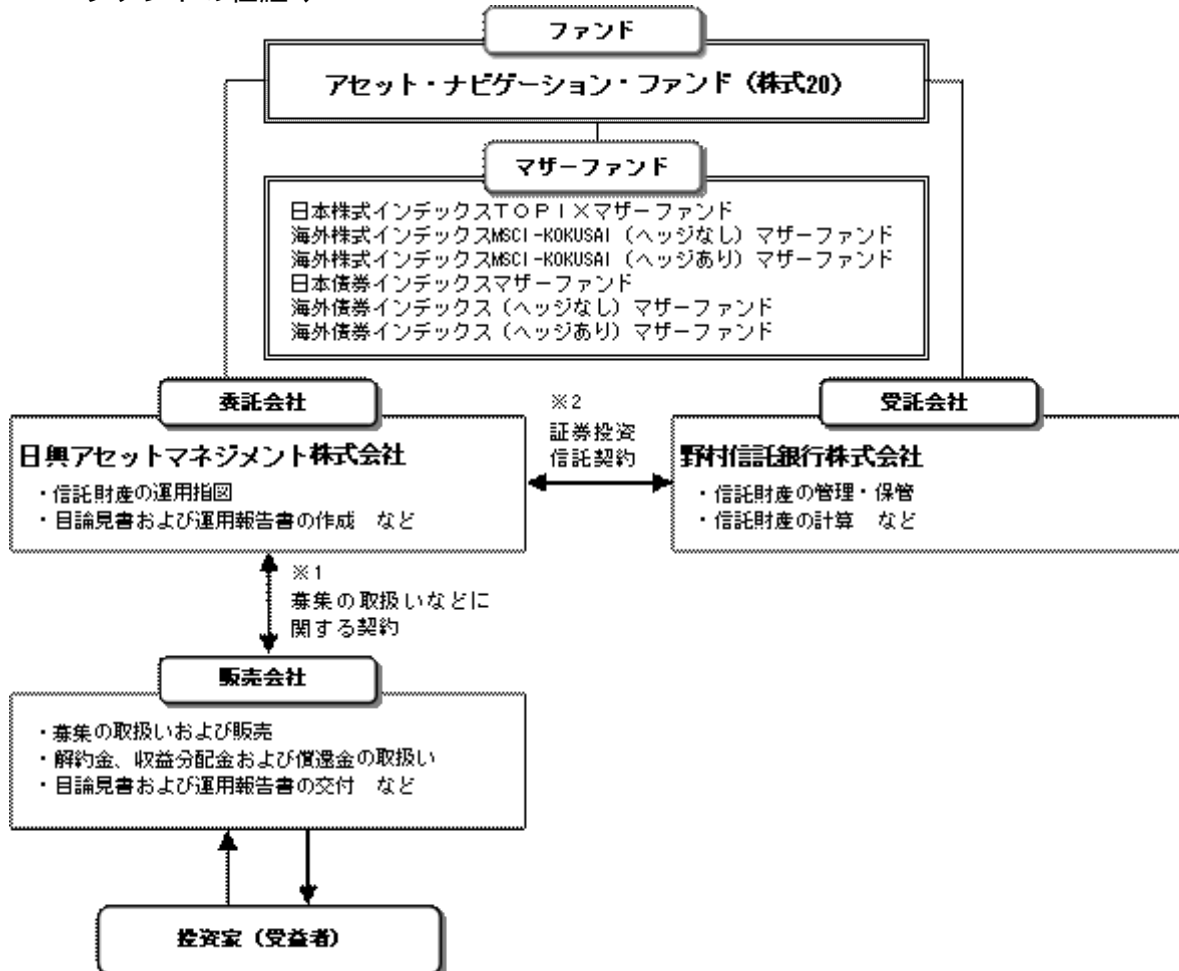 ファンドの仕組み
ファンド
アセット・ナビゲーション・ファンド（株式20）
マザーファンド
日本株式インデックスＴＯＰＩＸマザーファンド
海外株式インデックスMSCI-KOKUSAI（ヘッジなし）マザーファンド
海外株式インデックスMSCI-KOKUSAI（ヘッジあり）マザーファンド
日本債券インデックスマザーファンド
海外債券インデックス（ヘッジなし）マザーファンド
海外債券インデックス（ヘッジあり）マザーファンド
委託会社
日興アセットマネジメント株式会社
・信託財産の運用指図
・目論見書および運用報告書の作成　など
※2
証券投資
信託契約
受託会社
野村信託銀行株式会社
・信託財産の管理・保管
・信託財産の計算　など
※1
募集の取扱いなどに
関する契約
販売会社
・募集の取扱いおよび販売
・解約金、収益分配金および償還金の取扱い
・目論見書および運用報告書の交付　など
投資家（受益者）